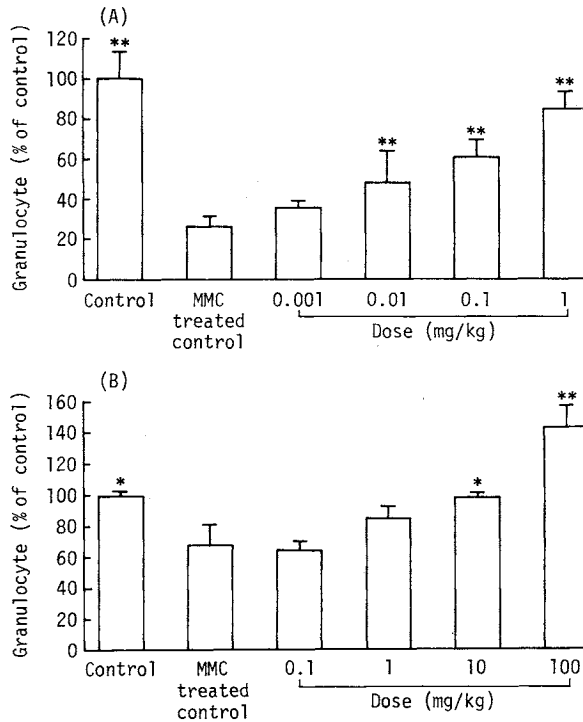 (A)
Granulocyte (% of control)
120
100
80
60
40
20
0
**
**
**
**
Control
MMC
treated
control
0.001
0.01
0.1
1
Dose (mg/kg)
(B)
Granulocyte (% of control)
160
140
120
100
80
60
40
20
0
*
*
**
Control
MMC
treated
control
0.1
1
10
100
Dose (mg/kg)